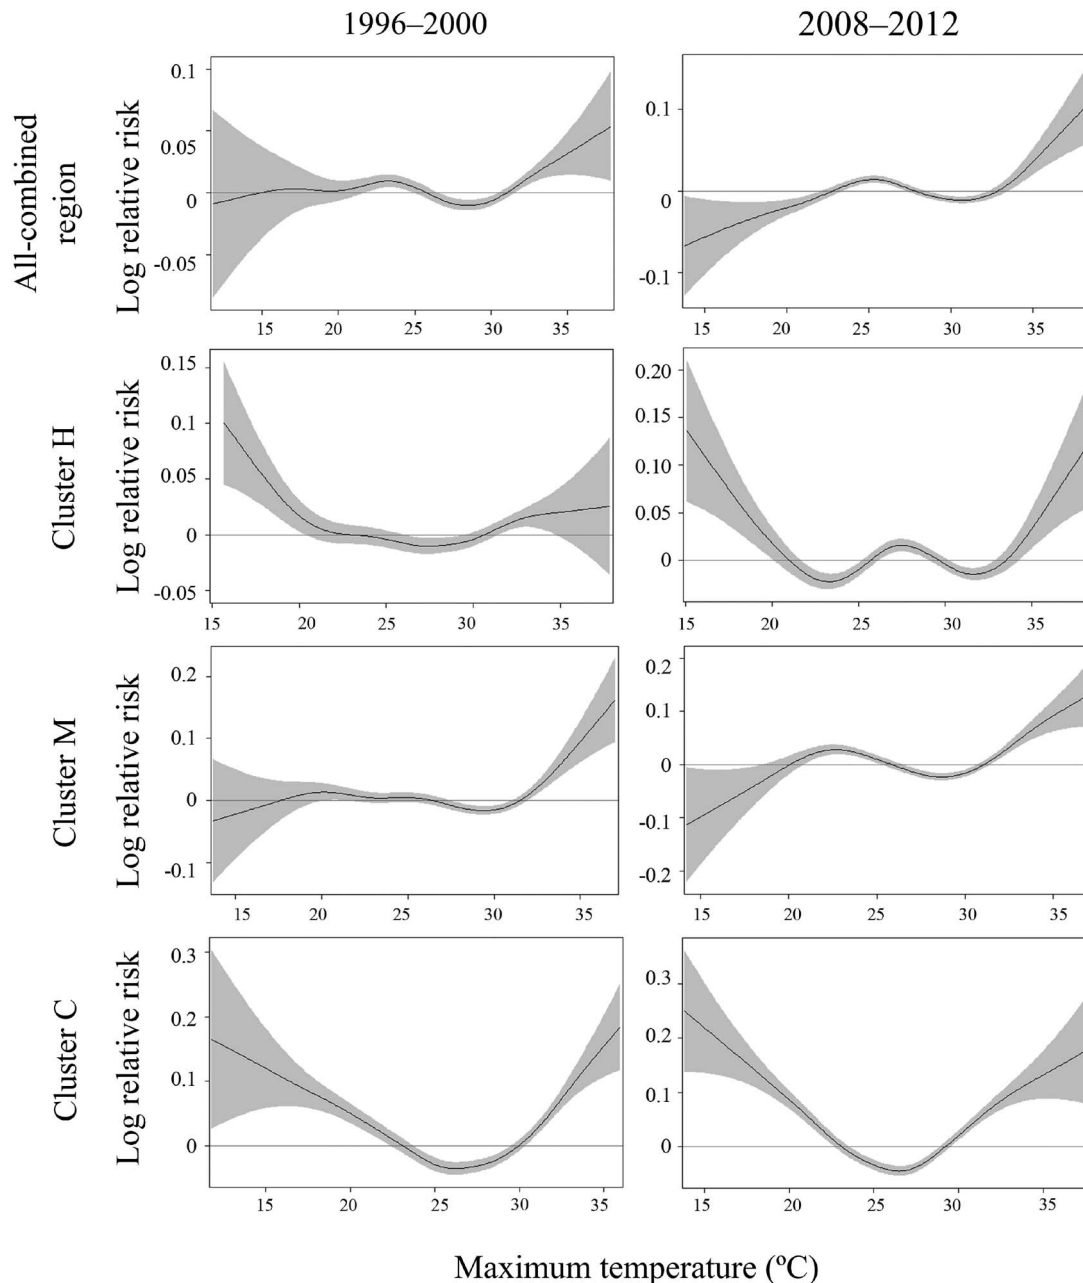 1996–2000
2008–2012
All-combined
region
Log relative risk
0.1
0.05
0
-0.05
15 20 25 30 35
0.1
0
-0.1
15 20 25 30 35
Cluster H
Log relative risk
0.15
0.1
0.05
0
-0.05
15 20 25 30 35
0.20
0.15
0.10
0.05
0
15 20 25 30 35
Cluster M
Log relative risk
0.2
0.1
0
-0.1
15 20 25 30 35
0.2
0.1
0
-0.1
-0.2
15 20 25 30 35
Cluster C
Log relative risk
0.3
0.2
0.1
0
15 20 25 30 35
0.3
0.2
0.1
0
15 20 25 30 35
Maximum temperature (ºC)